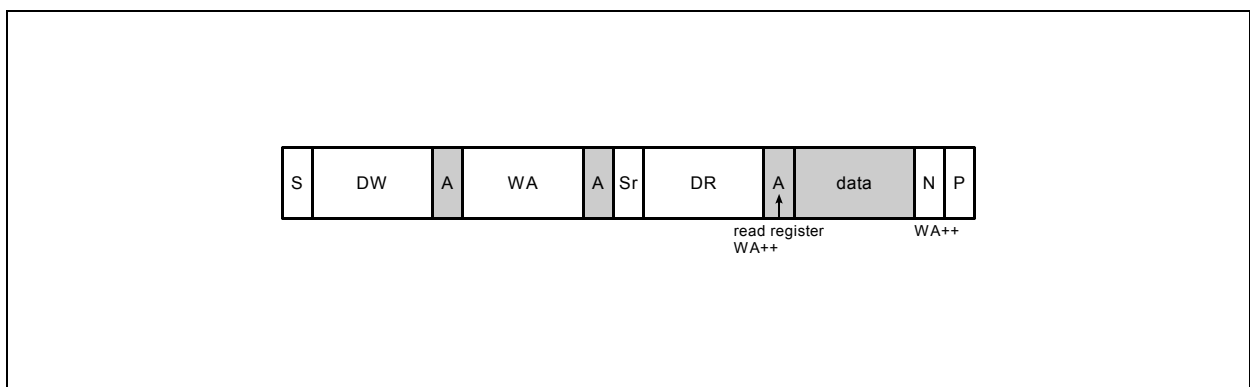 S DW A WA A Sr DR A data N P
read register WA++
WA++